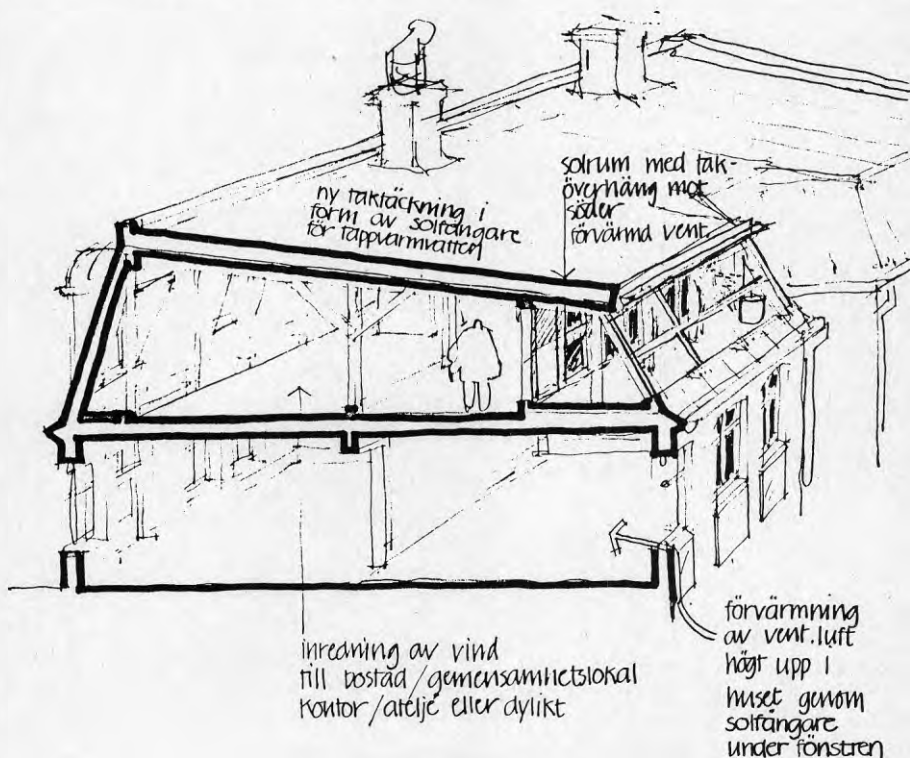 ny taktäckning i
form av solfångare
för tappvarmvatten
solrum med tak-
överhäng mot
söder
förvärma vent.
inredning av vind
till bostad/gemensamhetslokal
kontor/ateljé eller dylikt
förvärmning
av vent.luft
högt upp i
huset genom
solfångare
under fönstren